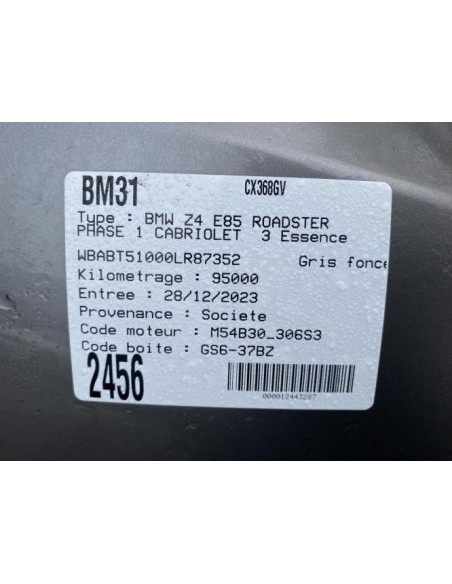 BM31 CX368GV
Type : BMW Z4 E85 ROADSTER
PHASE 1 CABRIOLET 3 Essence
WBABT51000LR87352 Gris fonce
Kilometrage : 95000
Entree : 28/12/2023
Provenance : Societe
Code moteur : M54B30_306S3
Code boite : GS6-37BZ
2456
000012443287